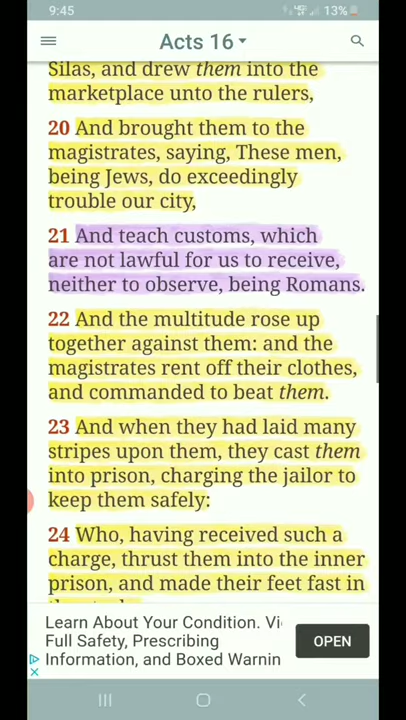 9:45
13%
Acts 16
Silas, and drew them into the
marketplace unto the rulers,
20 And brought them to the
magistrates, saying, These men,
being Jews, do exceedingly
trouble our city,
21 And teach customs, which
are not lawful for us to receive,
neither to observe, being Romans.
22 And the multitude rose up
together against them: and the
magistrates rent off their clothes,
and commanded to beat them.
23 And when they had laid many
stripes upon them, they cast them
into prison, charging the jailor to
keep them safely:
24 Who, having received such a
charge, thrust them into the inner
prison, and made their feet fast in
Learn About Your Condition. Vi
Full Safety, Prescribing
Information, and Boxed Warnin
OPEN